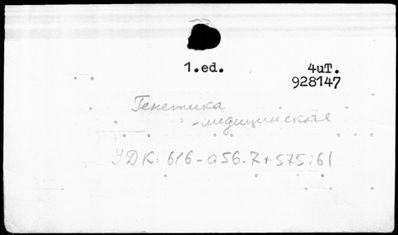 1.ed. 4uT.
928147
Генетика
-медицинская
УДК: 616-056.7+575:61